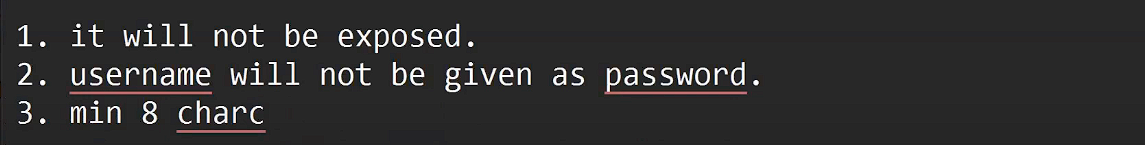 1. it will not be exposed.
2. username will not be given as password.
3. min 8 charc